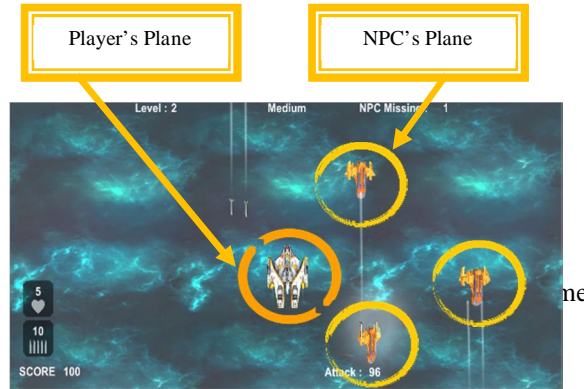 Player's Plane
NPC's Plane
Level : 2
Medium
NPC Missing : 1
5
10
SCORE 100
Attack : 96
me